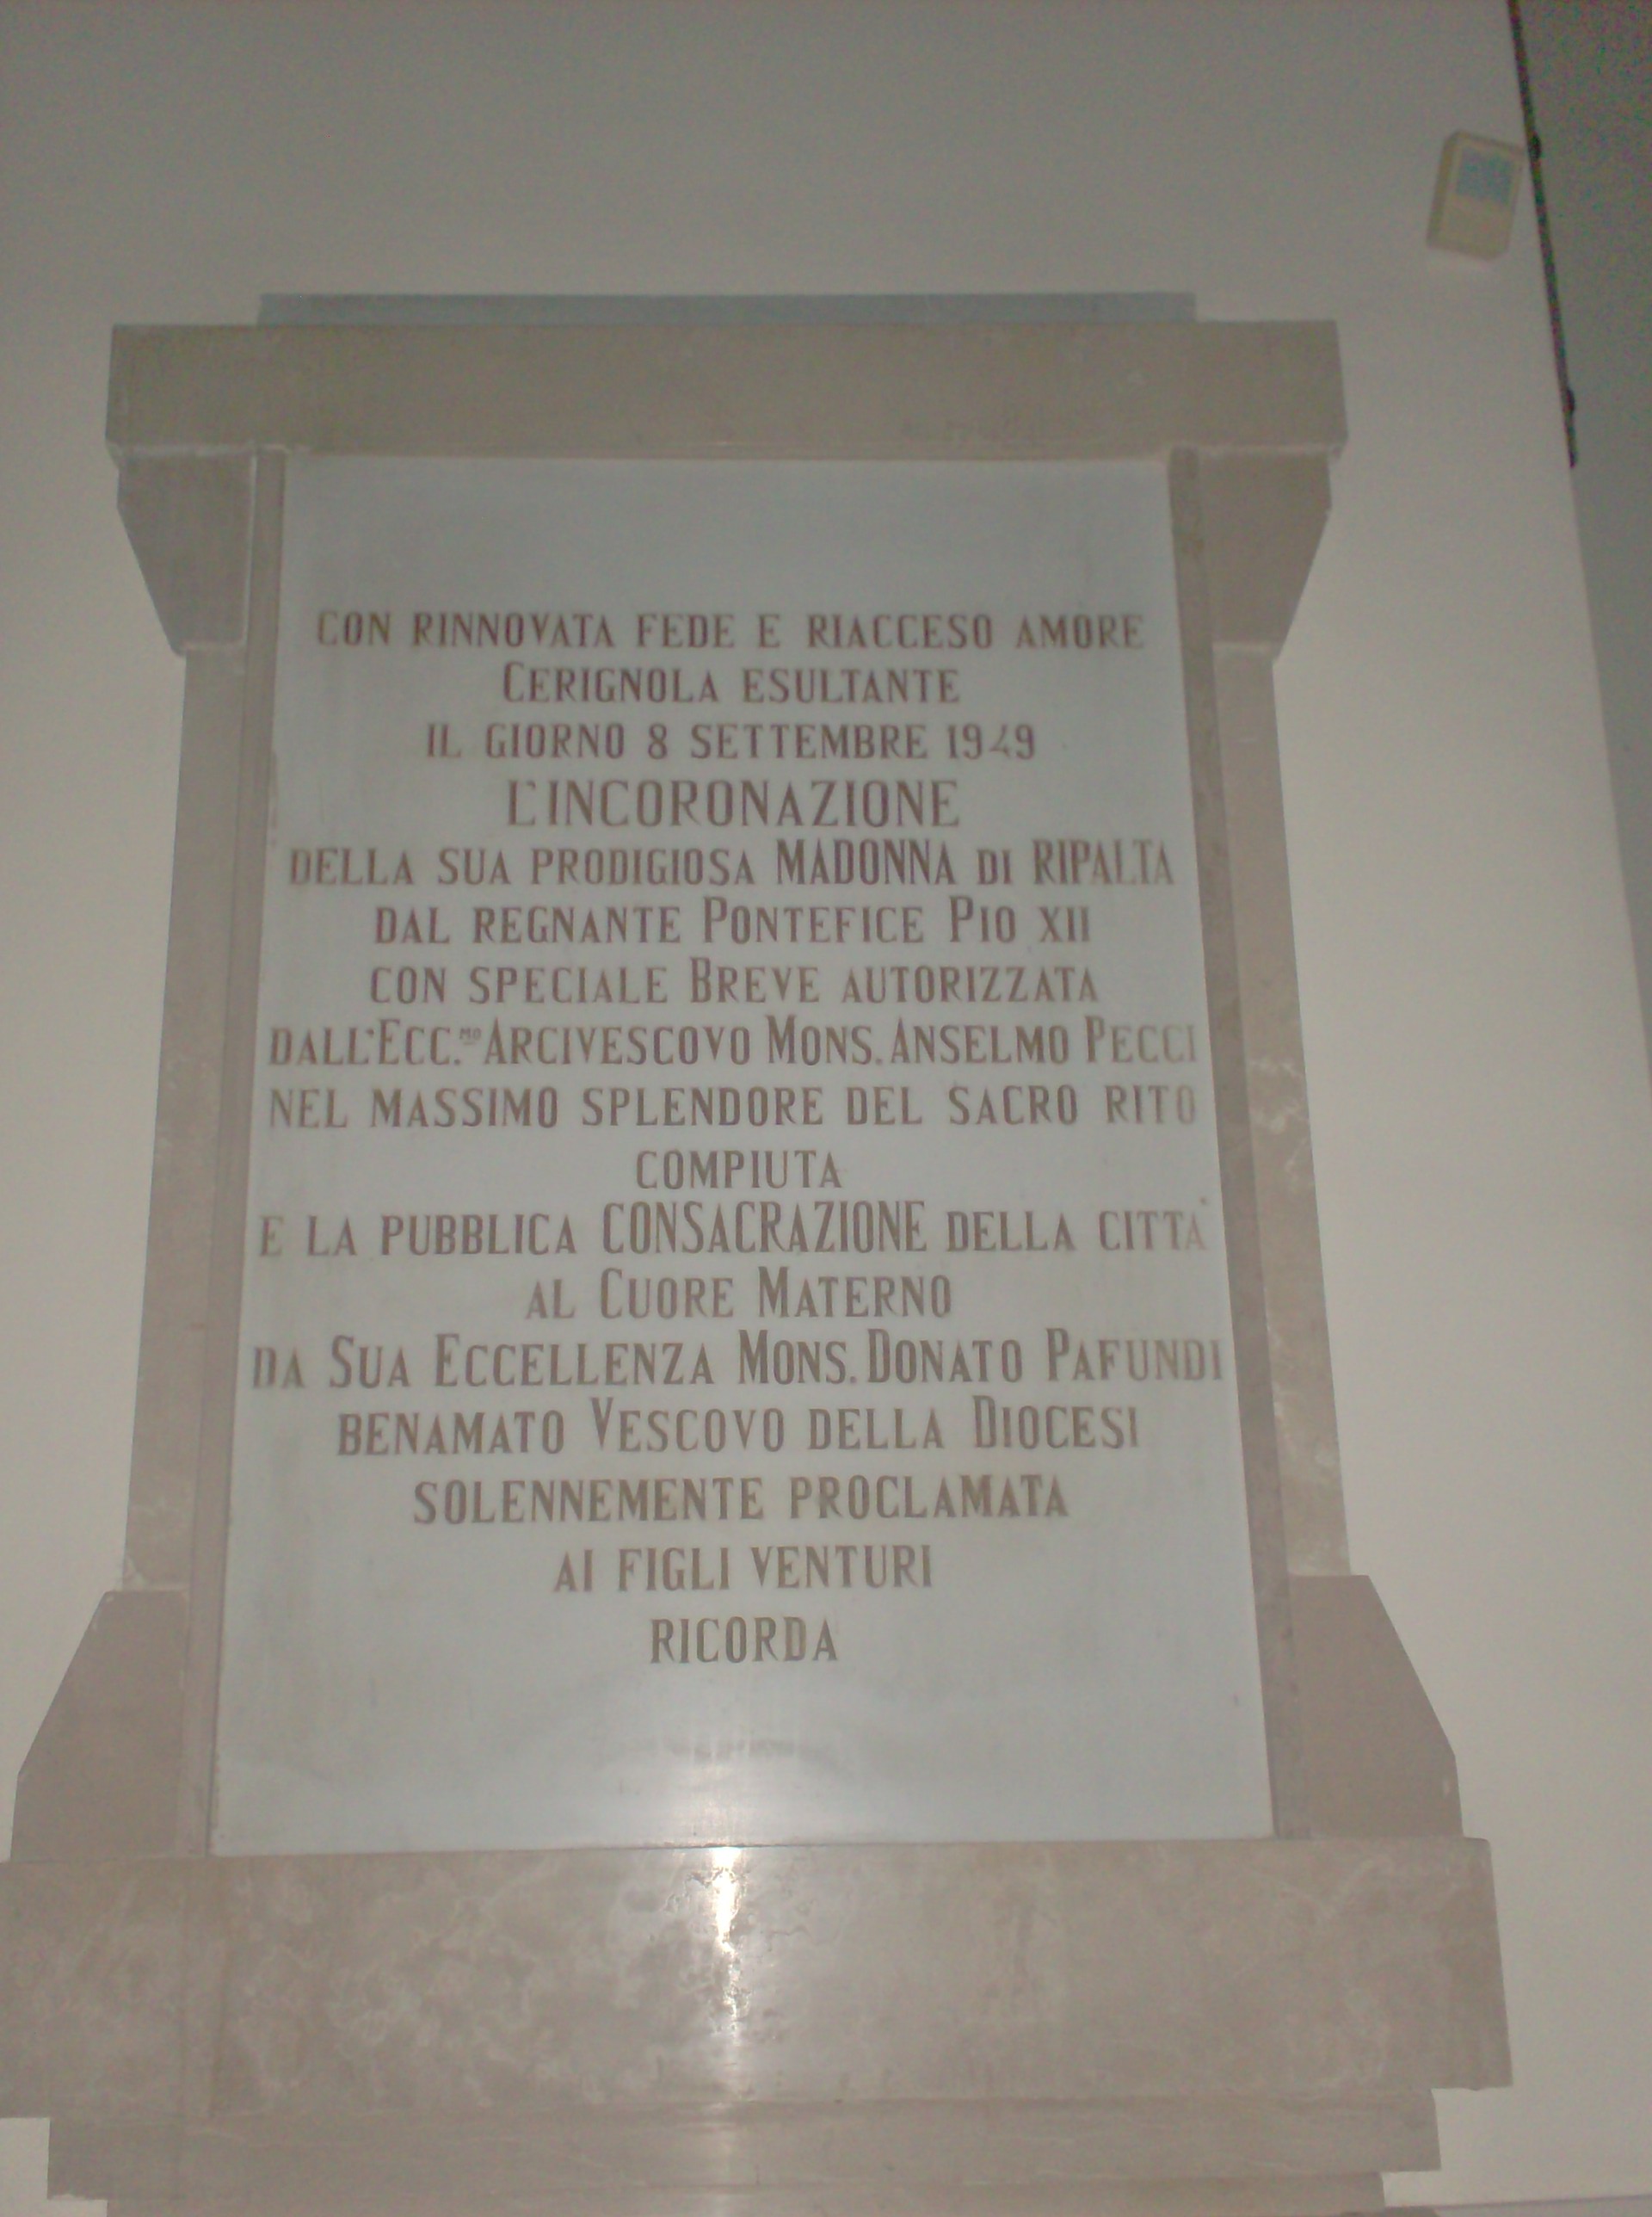 CON RINNOVATA FEDE E RIACCESO AMORE
CERIGNOLA ESULTANTE
IL GIORNO 8 SETTEMBRE 1949
L'INCORONAZIONE
DELLA SUA PRODIGIOSA MADONNA DI RIPALTA
DAL REGNANTE PONTEFICE PIO XII
CON SPECIALE BREVE AUTORIZZATA
DALL'ECC.MO ARCIVESCOVO MONS. ANSELMO PECCI
NEL MASSIMO SPLENDORE DEL SACRO RITO
COMPIUTA
E LA PUBBLICA CONSACRAZIONE DELLA CITTA'
AL CUORE MATERNO
DA SUA ECCELLENZA MONS. DONATO PAFUNDI
BENAMATO VESCOVO DELLA DIOCESI
SOLENNEMENTE PROCLAMATA
AI FIGLI VENTURI
RICORDA